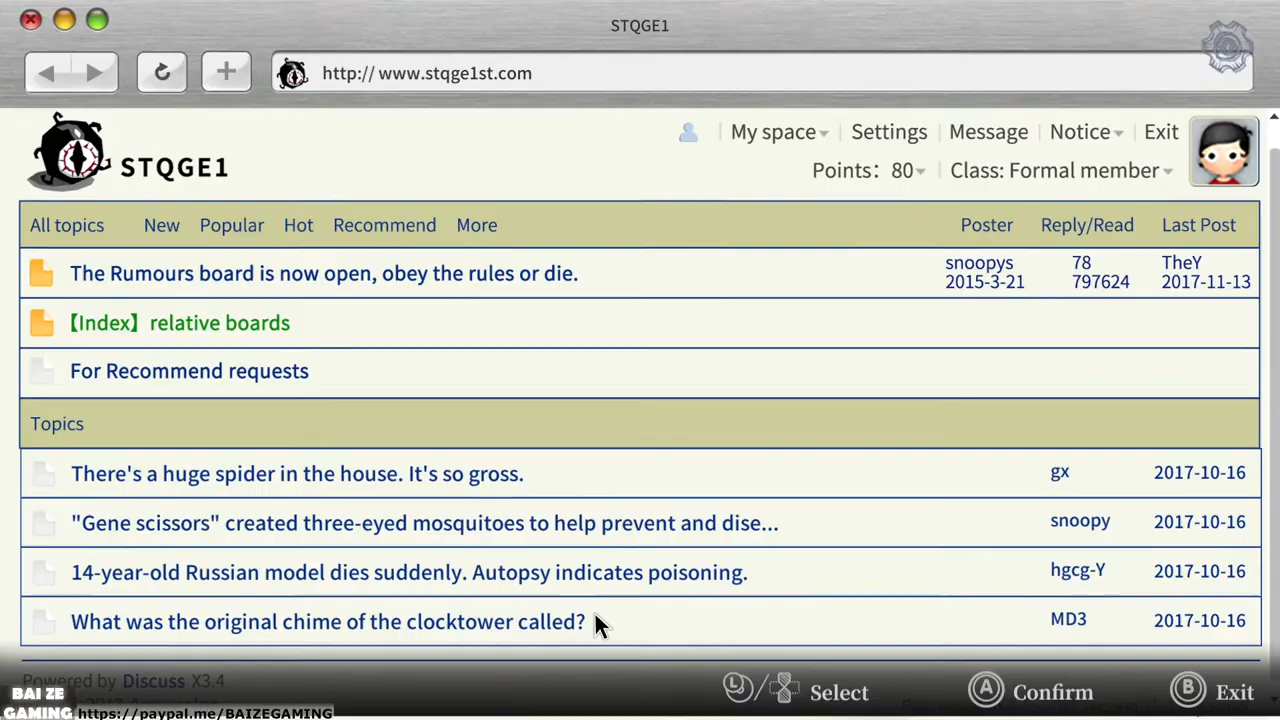 STQGE1
http:// www.stqge1st.com
STQGE1
My space Settings Message Notice Exit
Points: 80 Class: Formal member
All topics New Popular Hot Recommend More Poster Reply/Read Last Post
The Rumours board is now open, obey the rules or die. snoopys 78 TheY
2015-3-21 797624 2017-11-13
【Index】relative boards
For Recommend requests
Topics
There's a huge spider in the house. It's so gross. gx 2017-10-16
"Gene scissors" created three-eyed mosquitoes to help prevent and dise... snoopy 2017-10-16
14-year-old Russian model dies suddenly. Autopsy indicates poisoning. hgcg-Y 2017-10-16
What was the original chime of the clocktower called? MD3 2017-10-16
Powered by Discuss X3.4
L / Select A Confirm B Exit
BAI ZE
GAMING https://paypal.me/BAIZEGAMING